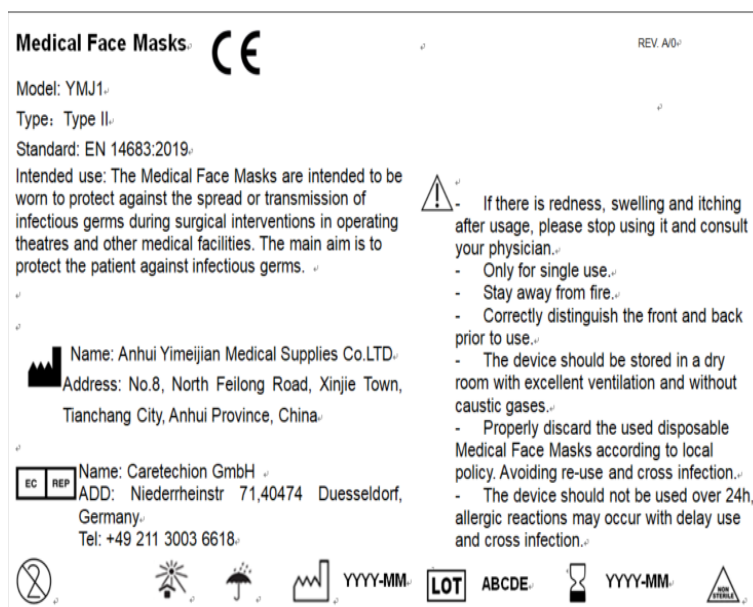 Medical Face Masks
CE
REV. A/0
Model: YMJ1
Type: Type II
Standard: EN 14683:2019
Intended use: The Medical Face Masks are intended to be
worn to protect against the spread or transmission of
infectious germs during surgical interventions in operating
theatres and other medical facilities. The main aim is to
protect the patient against infectious germs.
Name: Anhui Yimeijian Medical Supplies Co.LTD
Address: No.8, North Feilong Road, Xinjie Town,
Tianchang City, Anhui Province, China
EC REP
Name: Caretechion GmbH
ADD: Niederrheinstr 71,40474 Duesseldorf,
Germany
Tel: +49 211 3003 6618
- If there is redness, swelling and itching
after usage, please stop using it and consult
your physician.
- Only for single use.
- Stay away from fire.
- Correctly distinguish the front and back
prior to use.
- The device should be stored in a dry
room with excellent ventilation and without
caustic gases.
- Properly discard the used disposable
Medical Face Masks according to local
policy. Avoiding re-use and cross infection.
- The device should not be used over 24h,
allergic reactions may occur with delay use
and cross infection.
2
YYYY-MM
LOT ABCDE
YYYY-MM
NON
STERILE